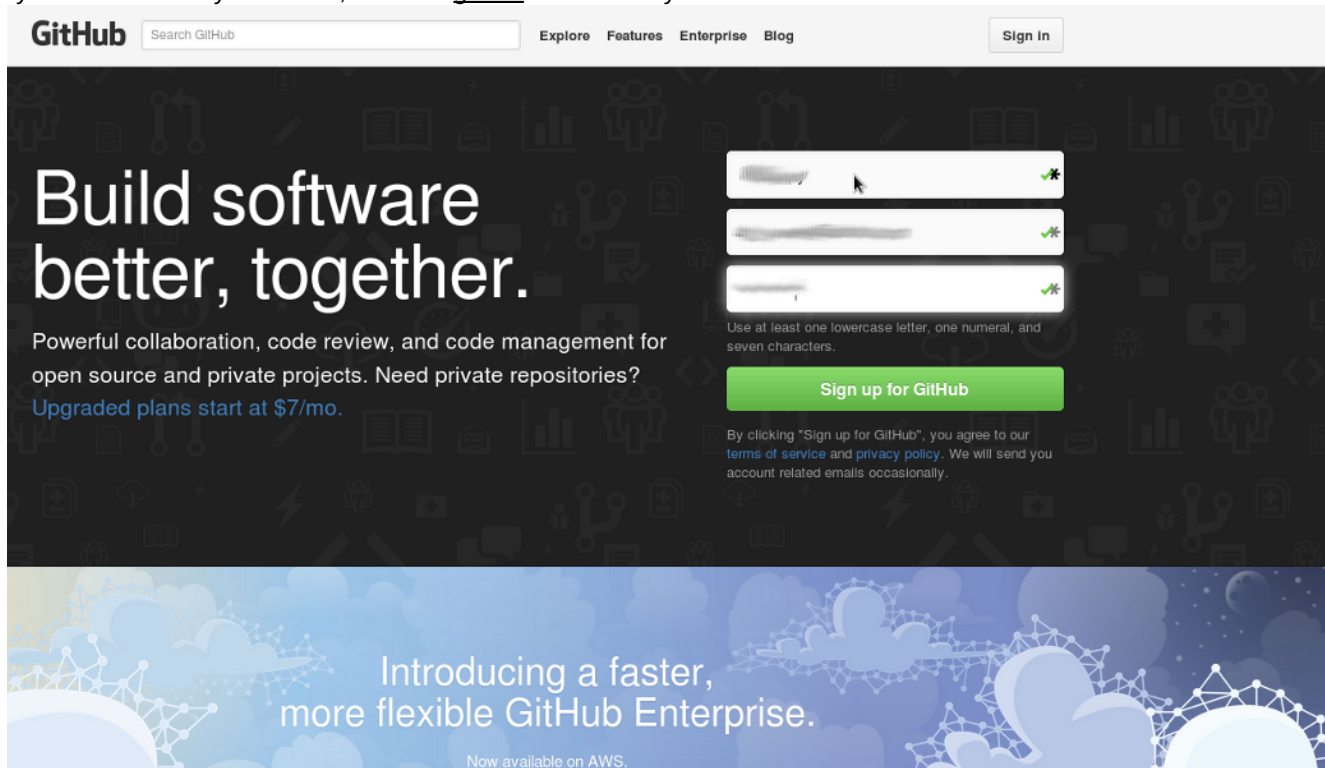 GitHub Search GitHub Explore Features Enterprise Blog Sign in
Build software
better, together.
Powerful collaboration, code review, and code management for
open source and private projects. Need private repositories?
Upgraded plans start at $7/mo.
Use at least one lowercase letter, one numeral, and
seven characters.
Sign up for GitHub
By clicking "Sign up for GitHub", you agree to our
terms of service and privacy policy. We will send you
account related emails occasionally.
Introducing a faster,
more flexible GitHub Enterprise.
Now available on AWS.